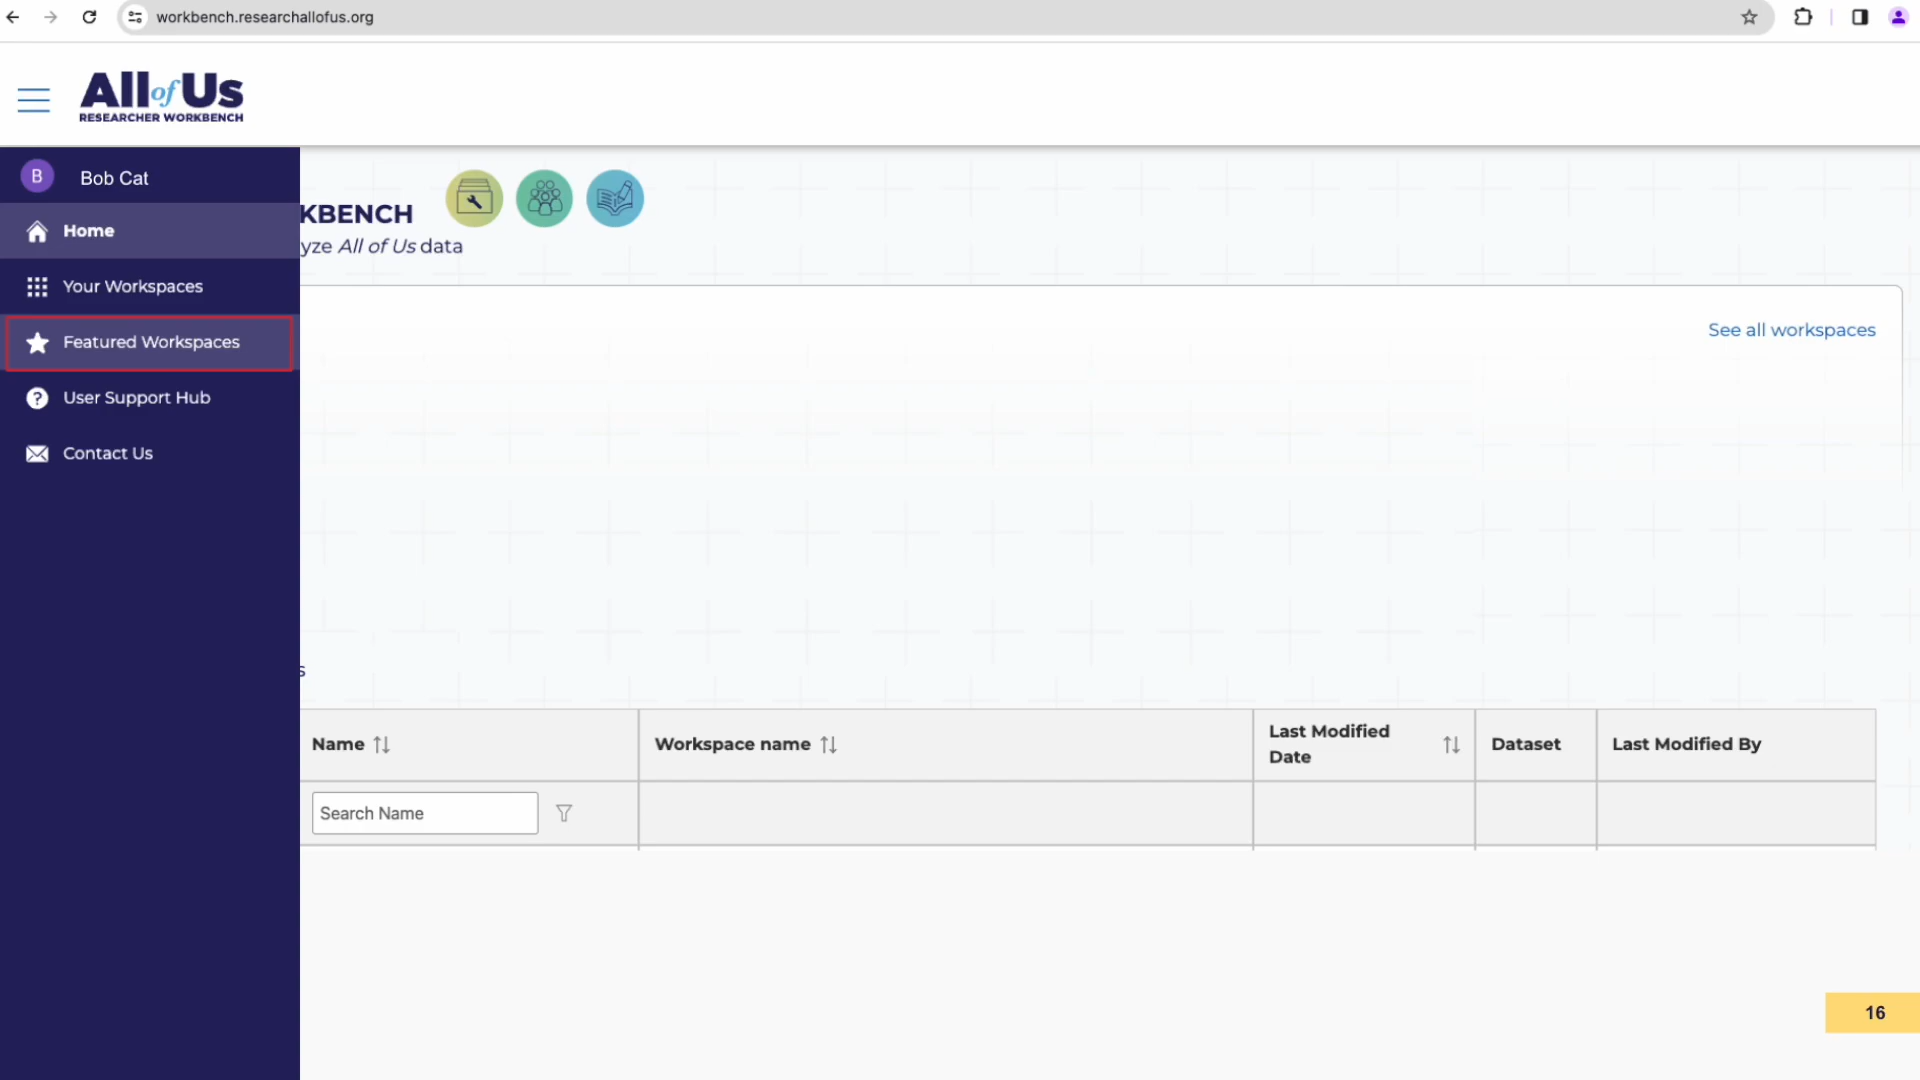 workbench.researchallofus.org
All of Us
RESEARCHER WORKBENCH
B Bob Cat
Home
Your Workspaces
Featured Workspaces
User Support Hub
Contact Us
KBENCH
yze All of Us data
See all workspaces
s
Name Workspace name Last Modified Date Dataset Last Modified By
Search Name
16